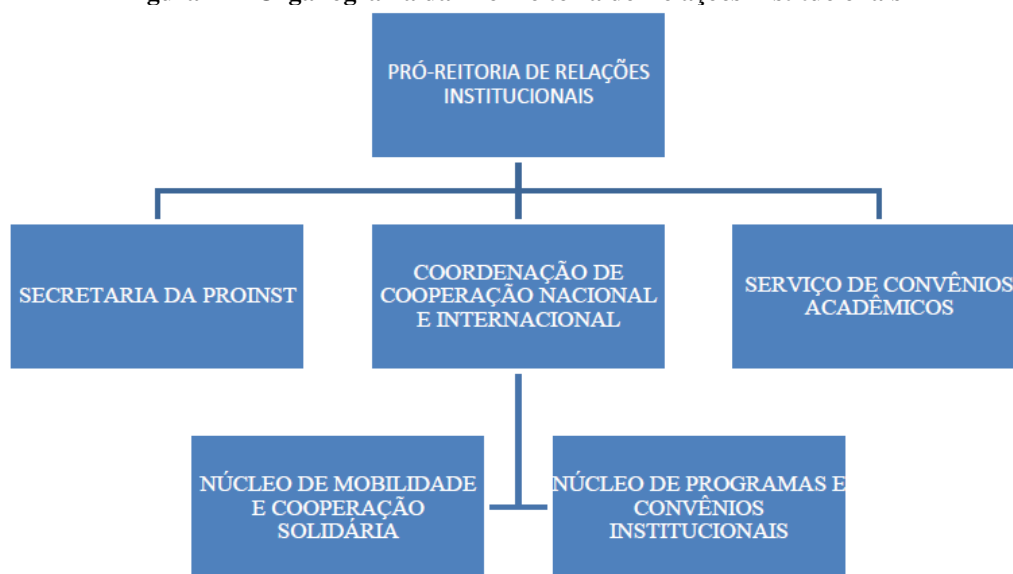 PRÓ-REITORIA DE RELAÇÕES
INSTITUCIONAIS
SECRETARIA DA PROINST
COORDENAÇÃO DE
COOPERAÇÃO NACIONAL
E INTERNACIONAL
SERVIÇO DE CONVÊNIOS
ACADÊMICOS
NÚCLEO DE MOBILIDADE
E COOPERAÇÃO
SOLIDÁRIA
NÚCLEO DE PROGRAMAS E
CONVÊNIOS
INSTITUCIONAIS